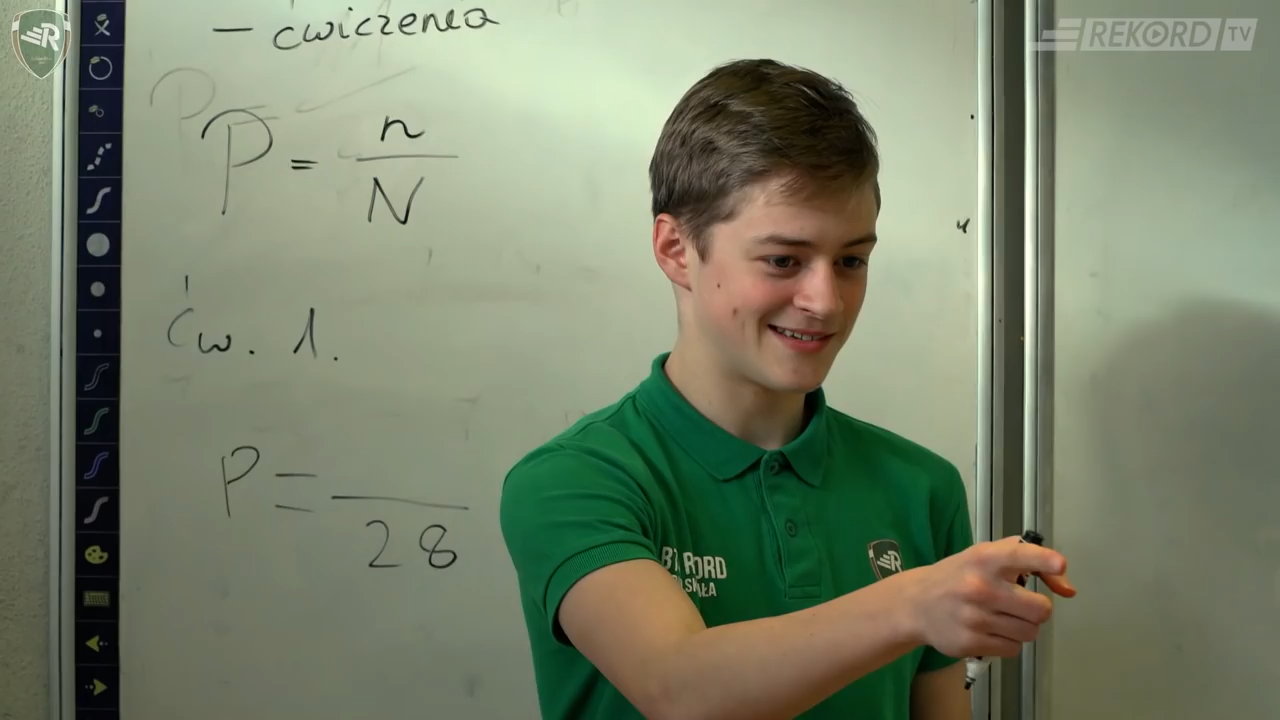 REKORD TV
- ćwiczenia
P = n
N
Ćw. 1.
P =
28